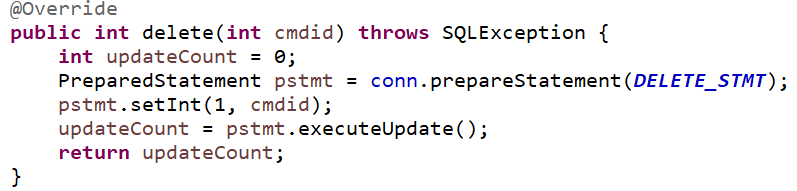 @Override
public int delete(int cmdid) throws SQLException {
    int updateCount = 0;
    PreparedStatement pstmt = conn.prepareStatement(DELETE_STMT);
    pstmt.setInt(1, cmdid);
    updateCount = pstmt.executeUpdate();
    return updateCount;
}